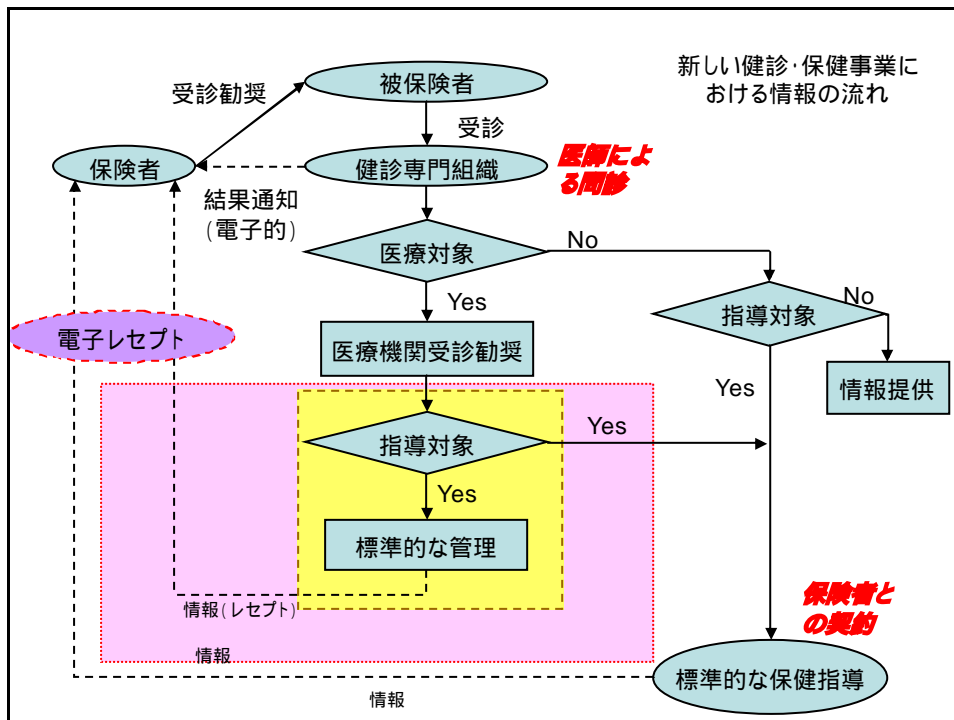 新しい健診・保健事業に
おける情報の流れ
被保険者
受診勧奨
受診
保険者
健診専門組織
医師によ
る問診
結果通知
(電子的)
医療対象
No
Yes
指導対象
No
電子レセプト
医療機関受診勧奨
Yes
情報提供
指導対象
Yes
Yes
標準的な管理
情報(レセプト)
保険者と
の契約
情報
標準的な保健指導
情報